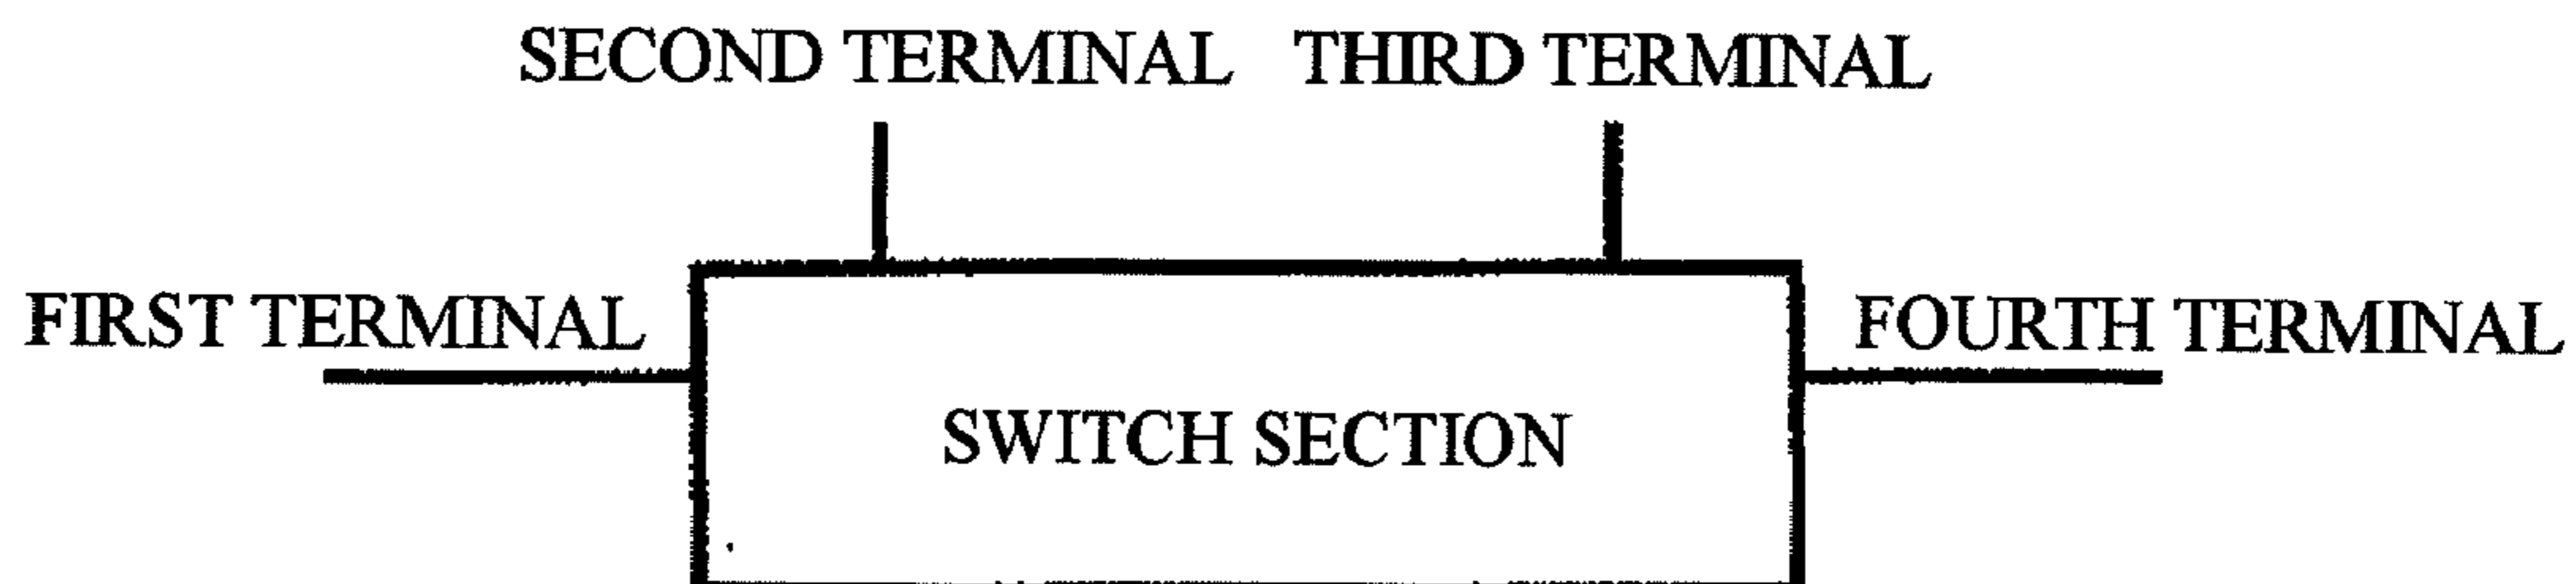 SECOND TERMINAL THIRD TERMINAL
FIRST TERMINAL
FOURTH TERMINAL
SWITCH SECTION